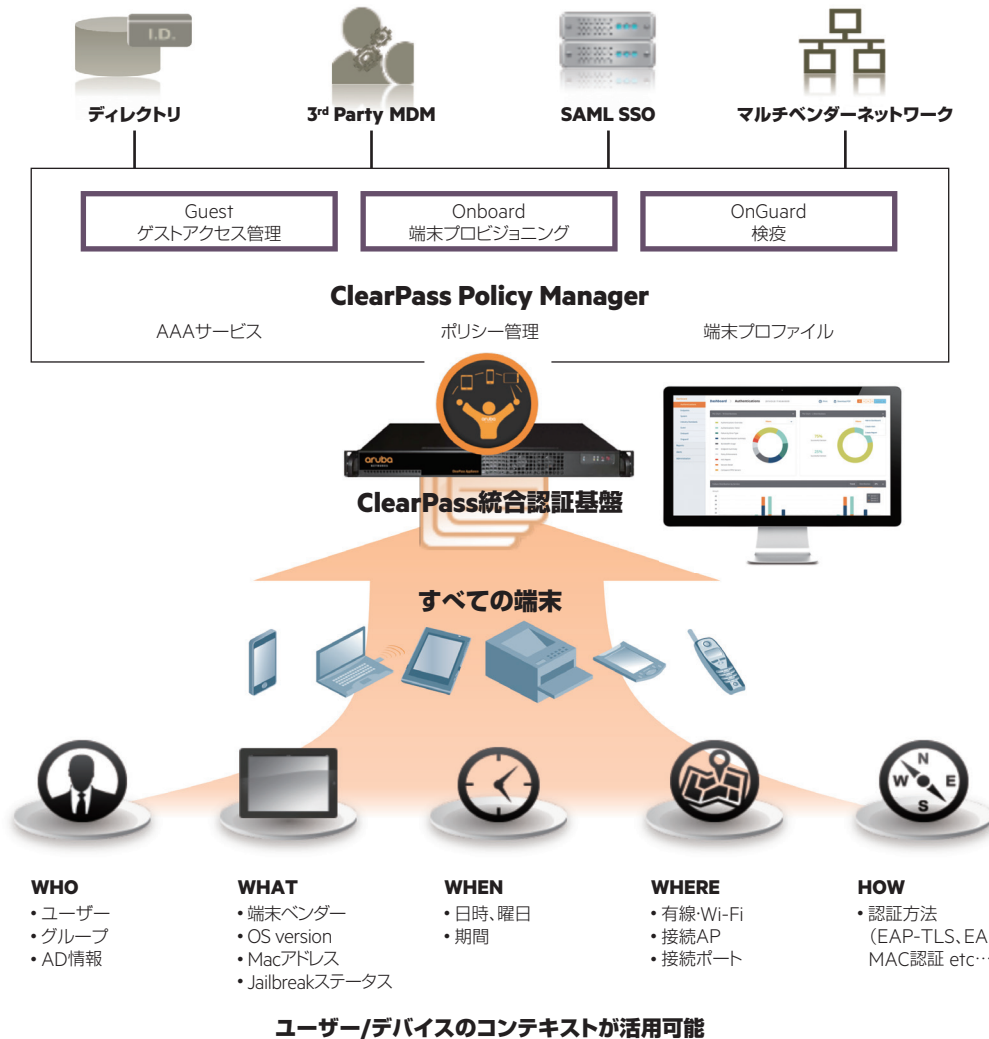 I.D.
ディレクトリ
3rd Party MDM
SAML SSO
マルチベンダーネットワーク
Guest
ゲストアクセス管理
Onboard
端末プロビジョニング
OnGuard
検疫
ClearPass Policy Manager
AAAサービス
ポリシー管理
端末プロファイル
aruba
NETWORKS
ClearPass統合認証基盤
すべての端末
N
W
E
S
WHO
・ユーザー
・グループ
・AD情報
WHAT
・端末ベンダー
・OS version
・Macアドレス
・Jailbreakステータス
WHEN
・日時、曜日
・期間
WHERE
・有線・Wi-Fi
・接続AP
・接続ポート
HOW
・認証方法
（EAP-TLS、EA
MAC認証 etc…
ユーザー/デバイスのコンテキストが活用可能